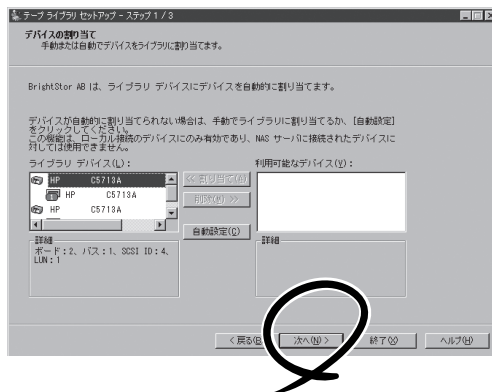 テープ ライブラリ セットアップ - ステップ 1 / 3
デバイスの割り当て
手動または自動でデバイスをライブラリに割り当てます。
BrightStor AB は、ライブラリ デバイスにデバイスを自動的に割り当てます。
デバイスが自動的に割り当てられない場合は、手動でライブラリに割り当てるか、[自動設定]
をクリックしてください。
この機能は、ローカル接続のデバイスにのみ有効であり、NAS サーバに接続されたデバイスに
対しては使用できません。
ライブラリ デバイス(L):
利用可能なデバイス(V):
HP C5713A
HP C5713A
HP C5713A
<< 割り当て(A)
削除(R) >>
自動設定(C)
詳細
ボード:2、バス:1、SCSI ID:4、
LUN:1
詳細
< 戻る(B)
次へ(N) >
終了(X)
ヘルプ(H)